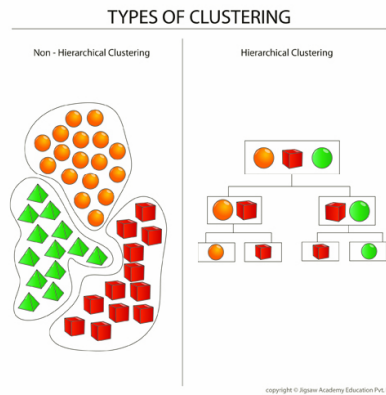 TYPES OF CLUSTERING
Non - Hierarchical Clustering
Hierarchical Clustering
copyright © Jigsaw Academy Education Pvt.